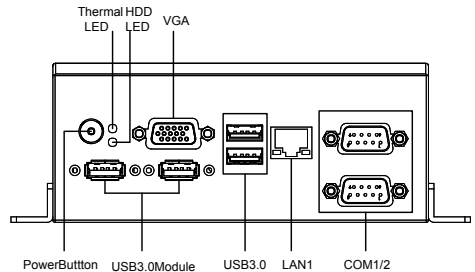 Thermal HDD
LED LED
VGA
PowerButtton
USB3.0Module
USB3.0
LAN1
COM1/2